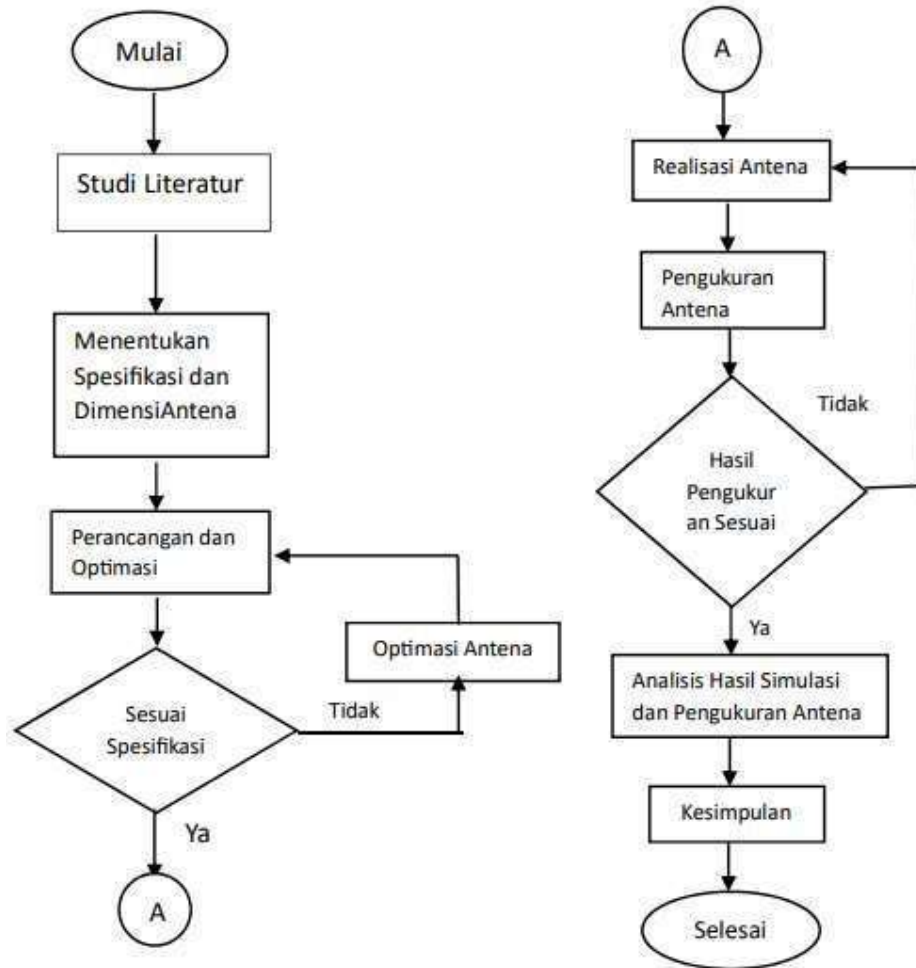 Mulai
Studi Literatur
Menentukan
Spesifikasi dan
DimensiAntena
Perancangan dan
Optimasi
Optimasi Antena
Sesuai
Spesifikasi
Tidak
Ya
A
A
Realisasi Antena
Pengukuran
Antena
Tidak
Hasil
Pengukur
an Sesuai
Ya
Analisis Hasil Simulasi
dan Pengukuran Antena
Kesimpulan
Selesai